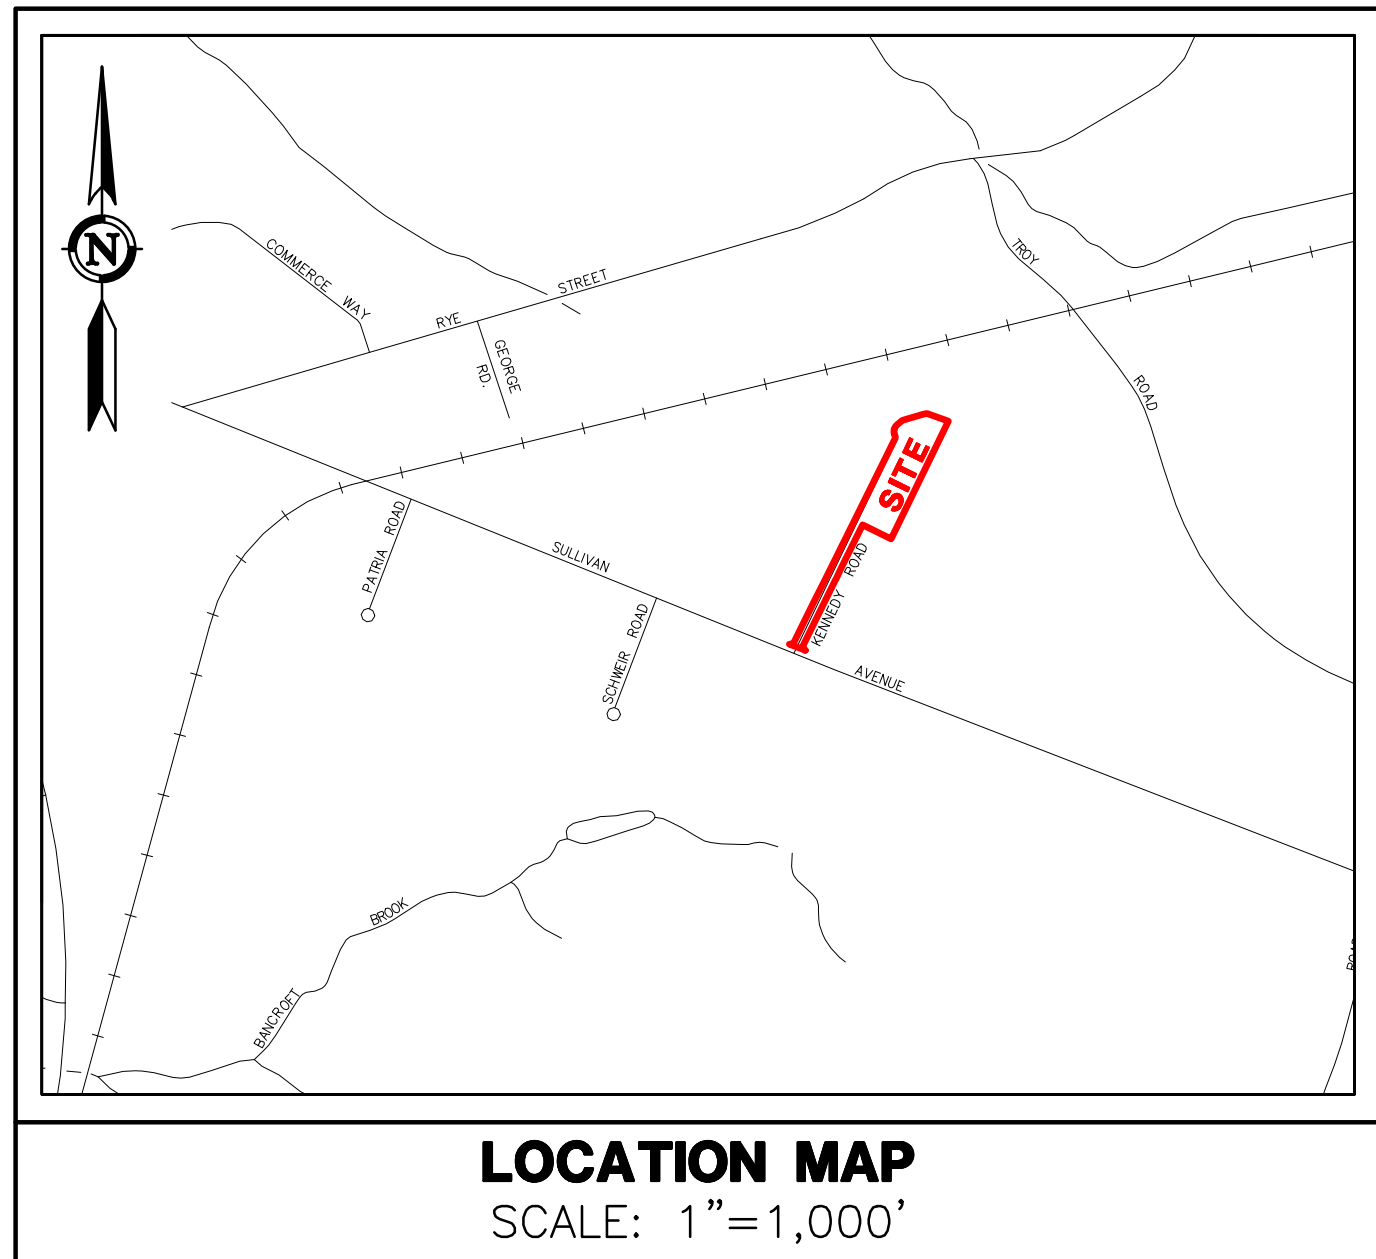 N
COMMERCE WAY
RYE STREET
GEORGE
RD.
TROY ROAD
SITE
KENNEDY ROAD
PATRIA ROAD
SULLIVAN AVENUE
SCHWEIR ROAD
BANCROFT BROOK
ROAD
LOCATION MAP
SCALE: 1"=1,000'